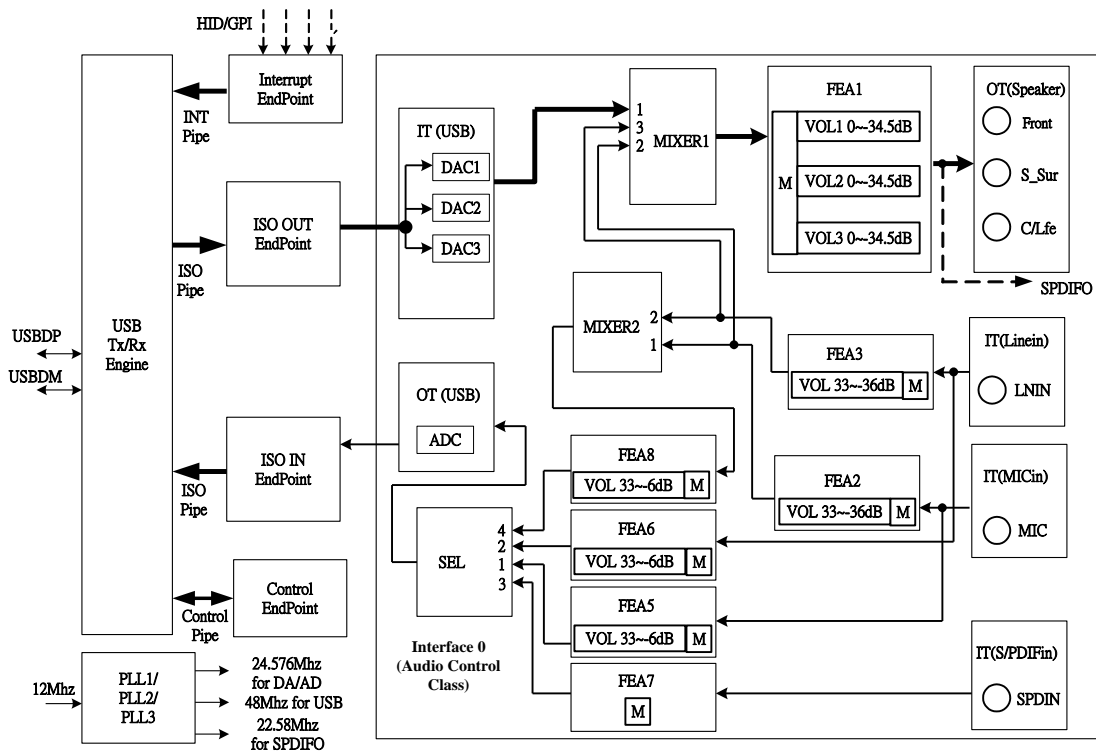 HID/GPI
Interrupt
EndPoint
INT
Pipe
ISO OUT
EndPoint
ISO
Pipe
USB
Tx/Rx
Engine
USBDP
USBDM
ISO IN
EndPoint
ISO
Pipe
Control
EndPoint
Control
Pipe
12Mhz
PLL1/
PLL2/
PLL3
24.576Mhz
for DA/AD
48Mhz for USB
22.58Mhz
for SPDIFO
IT (USB)
DAC1
DAC2
DAC3
OT (USB)
ADC
SEL
4
2
1
3
Interface 0
(Audio Control
Class)
1
3
2
MIXER1
MIXER2
2
1
FEA1
M
VOL1 0~-34.5dB
VOL2 0~-34.5dB
VOL3 0~-34.5dB
OT(Speaker)
Front
S_Sur
C/Lfe
SPDIFO
FEA3
VOL 33~-36dB
M
IT(Linein)
LNIN
FEA8
VOL 33~-6dB
M
FEA2
VOL 33~-36dB
M
IT(MICin)
MIC
FEA6
VOL 33~-6dB
M
FEA5
VOL 33~-6dB
M
FEA7
M
IT(S/PDIFin)
SPDIN